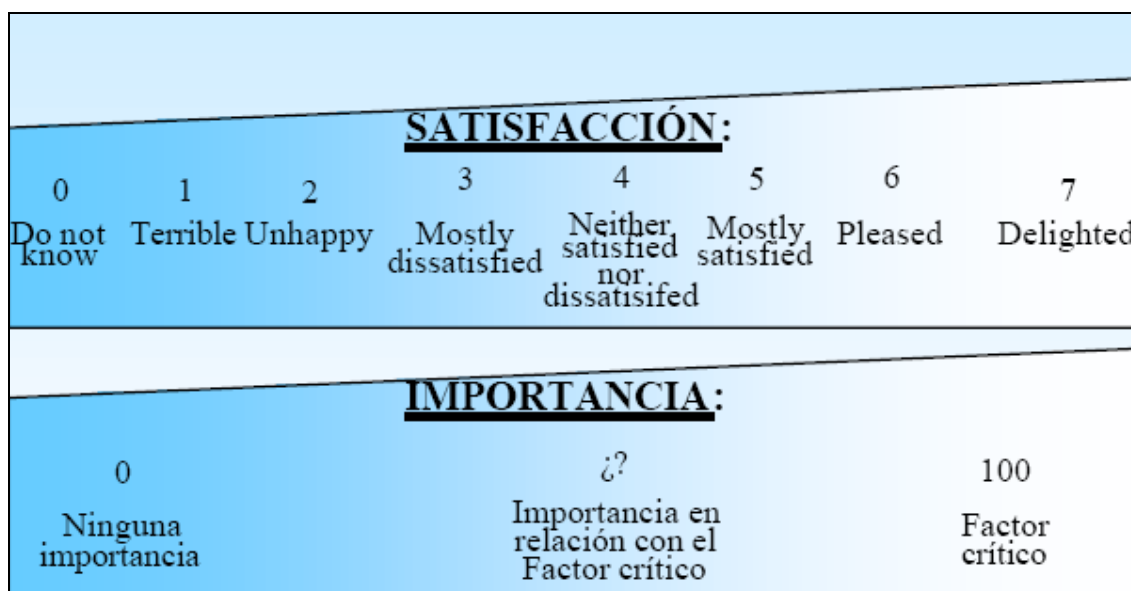 SATISFACCIÓN:
0 1 2 3 4 5 6 7
Do not know
Terrible
Unhappy
Mostly dissatisfied
Neither satisfied nor dissatisifed
Mostly satisfied
Pleased
Delighted
IMPORTANCIA:
0 ¿? 100
Ninguna importancia
Importancia en relación con el Factor crítico
Factor crítico